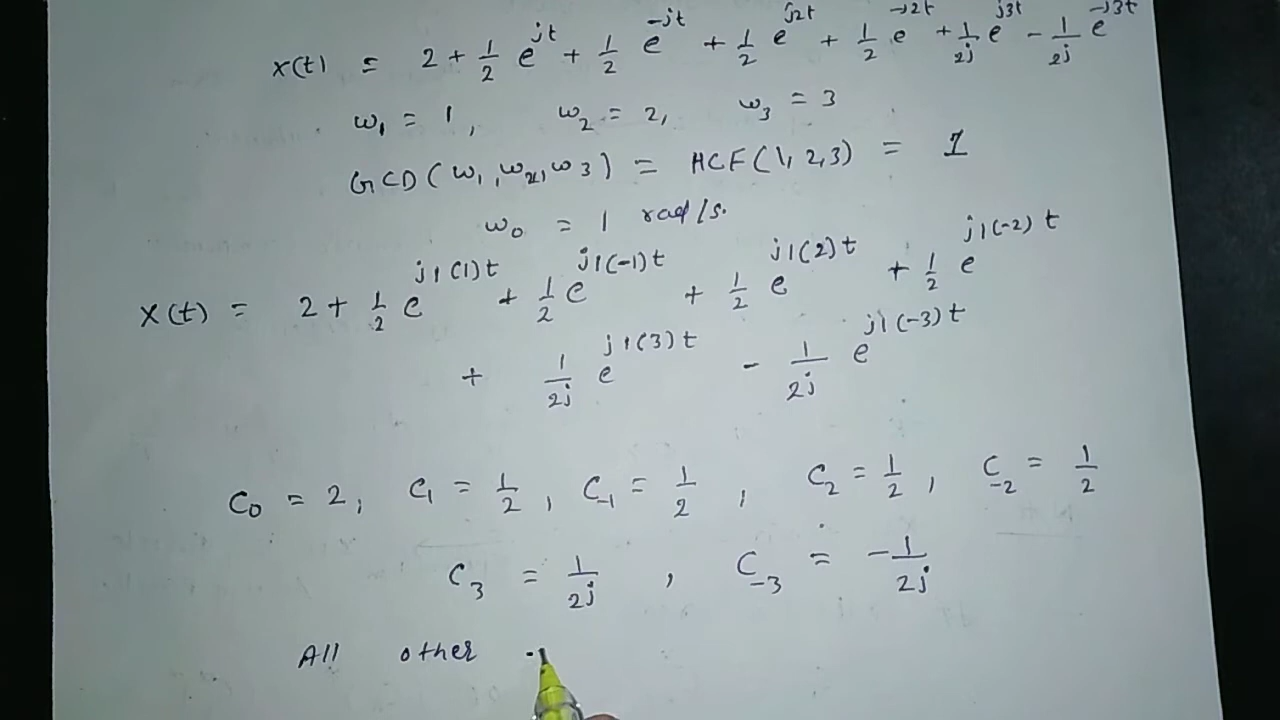 x(t) = 2 + 1/2 e^{jt} + 1/2 e^{-jt} + 1/2 e^{j2t} + 1/2 e^{-j2t} + 1/2j e^{j3t} - 1/2j e^{-j3t}
ω₁ = 1, ω₂ = 2, ω₃ = 3
GCD(ω₁, ω₂, ω3) = HCF(1, 2, 3) = 1
ω₀ = 1 rad/s.
x(t) = 2 + 1/2 e^{j1(1)t} + 1/2 e^{j1(-1)t} + 1/2 e^{j1(2)t} + 1/2 e^{j1(-2)t}
+ 1/2j e^{j1(3)t} - 1/2j e^{j1(-3)t}
C₀ = 2, C₁ = 1/2, C₋₁ = 1/2, C₂ = 1/2, C₋₂ = 1/2
C₃ = 1/2j, C₋₃ = -1/2j
All other